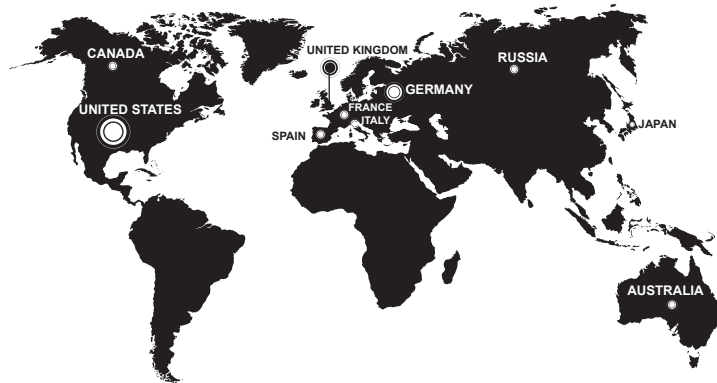 CANADA
UNITED KINGDOM
RUSSIA
GERMANY
UNITED STATES
FRANCE
ITALY
JAPAN
SPAIN
AUSTRALIA